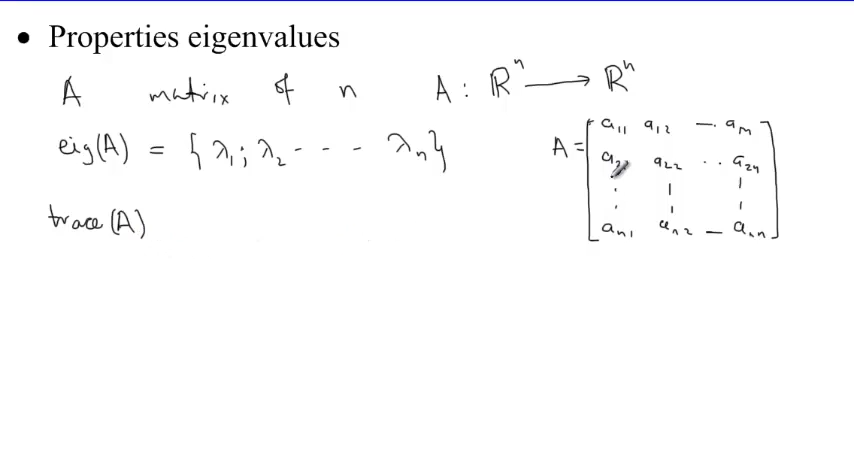 • Properties eigenvalues
A matrix of n A : ℝⁿ ⟶ ℝⁿ
eig(A) = { λ₁; λ₂ - - - λₙ}
A = [ a₁₁ a₁₂ — . a₁ₙ
a₂₁ a₂₂ . . a₂ₙ
: | |
aₙ₁ aₙ₂ — aₙₙ ]
trace(A)